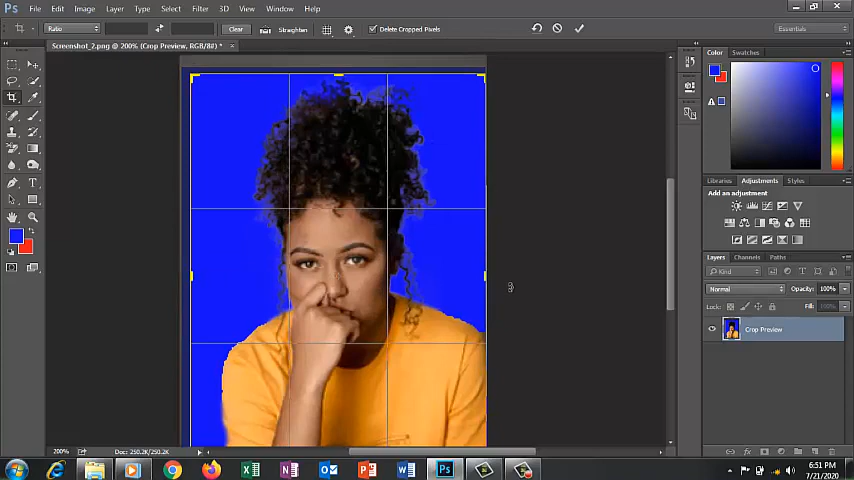 Ps File Edit Image Layer Type Select Filter 3D View Window Help
Ratio Clear Straighten Delete Cropped Pixels Essentials
Screenshot_2.png @ 200% (Crop Preview, RGB/8#) * ×
Color Swatches
Libraries Adjustments Styles
Add an adjustment
Layers Channels Paths
Kind
Normal Opacity: 100%
Lock: Fill: 100%
Crop Preview
200% Doc: 250.2K/250.2K
6:51 PM
7/21/2020